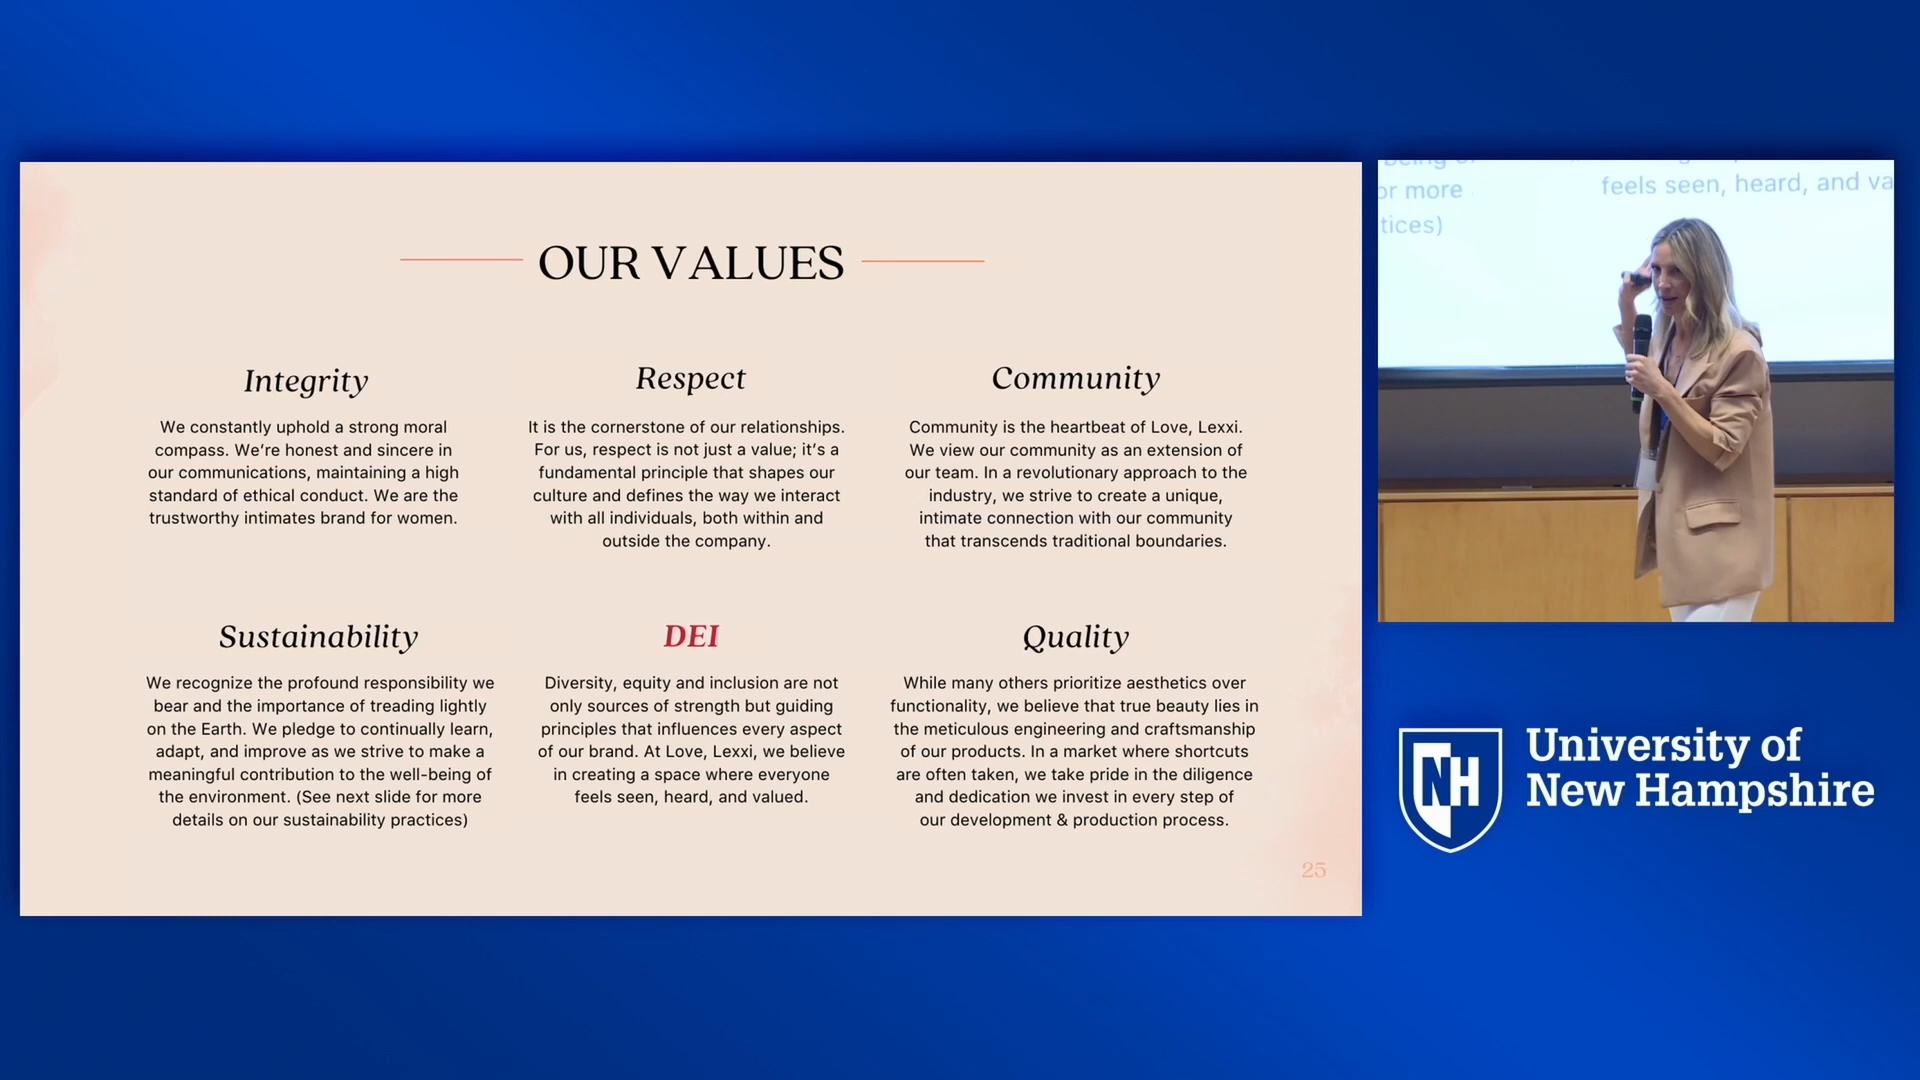 OUR VALUES
Integrity
We constantly uphold a strong moral
compass. We're honest and sincere in
our communications, maintaining a high
standard of ethical conduct. We are the
trustworthy intimates brand for women.
Respect
It is the cornerstone of our relationships.
For us, respect is not just a value; it's a
fundamental principle that shapes our
culture and defines the way we interact
with all individuals, both within and
outside the company.
Community
Community is the heartbeat of Love, Lexxi.
We view our community as an extension of
our team. In a revolutionary approach to the
industry, we strive to create a unique,
intimate connection with our community
that transcends traditional boundaries.
Sustainability
We recognize the profound responsibility we
bear and the importance of treading lightly
on the Earth. We pledge to continually learn,
adapt, and improve as we strive to make a
meaningful contribution to the well-being of
the environment. (See next slide for more
details on our sustainability practices)
DEI
Diversity, equity and inclusion are not
only sources of strength but guiding
principles that influences every aspect
of our brand. At Love, Lexxi, we believe
in creating a space where everyone
feels seen, heard, and valued.
Quality
While many others prioritize aesthetics over
functionality, we believe that true beauty lies in
the meticulous engineering and craftsmanship
of our products. In a market where shortcuts
are often taken, we take pride in the diligence
and dedication we invest in every step of
our development & production process.
25
or more
tices)
feels seen, heard, and va
NH
University of
New Hampshire